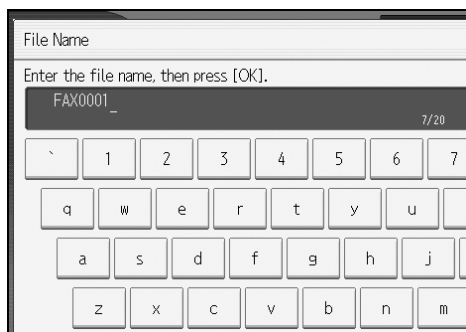 File Name
Enter the file name, then press [OK].
FAX0001_
7/20
` 1 2 3 4 5 6 7
q w e r t y u
a s d f g h j
z x c v b n m